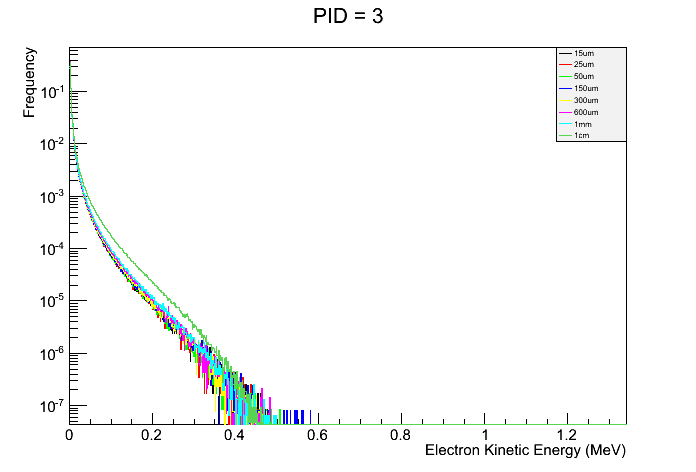 PID = 3
Frequency
15um
25um
50um
150um
300um
600um
1mm
1cm
10^-1
10^-2
10^-3
10^-4
10^-5
10^-6
10^-7
0 0.2 0.4 0.6 0.8 1 1.2
Electron Kinetic Energy (MeV)